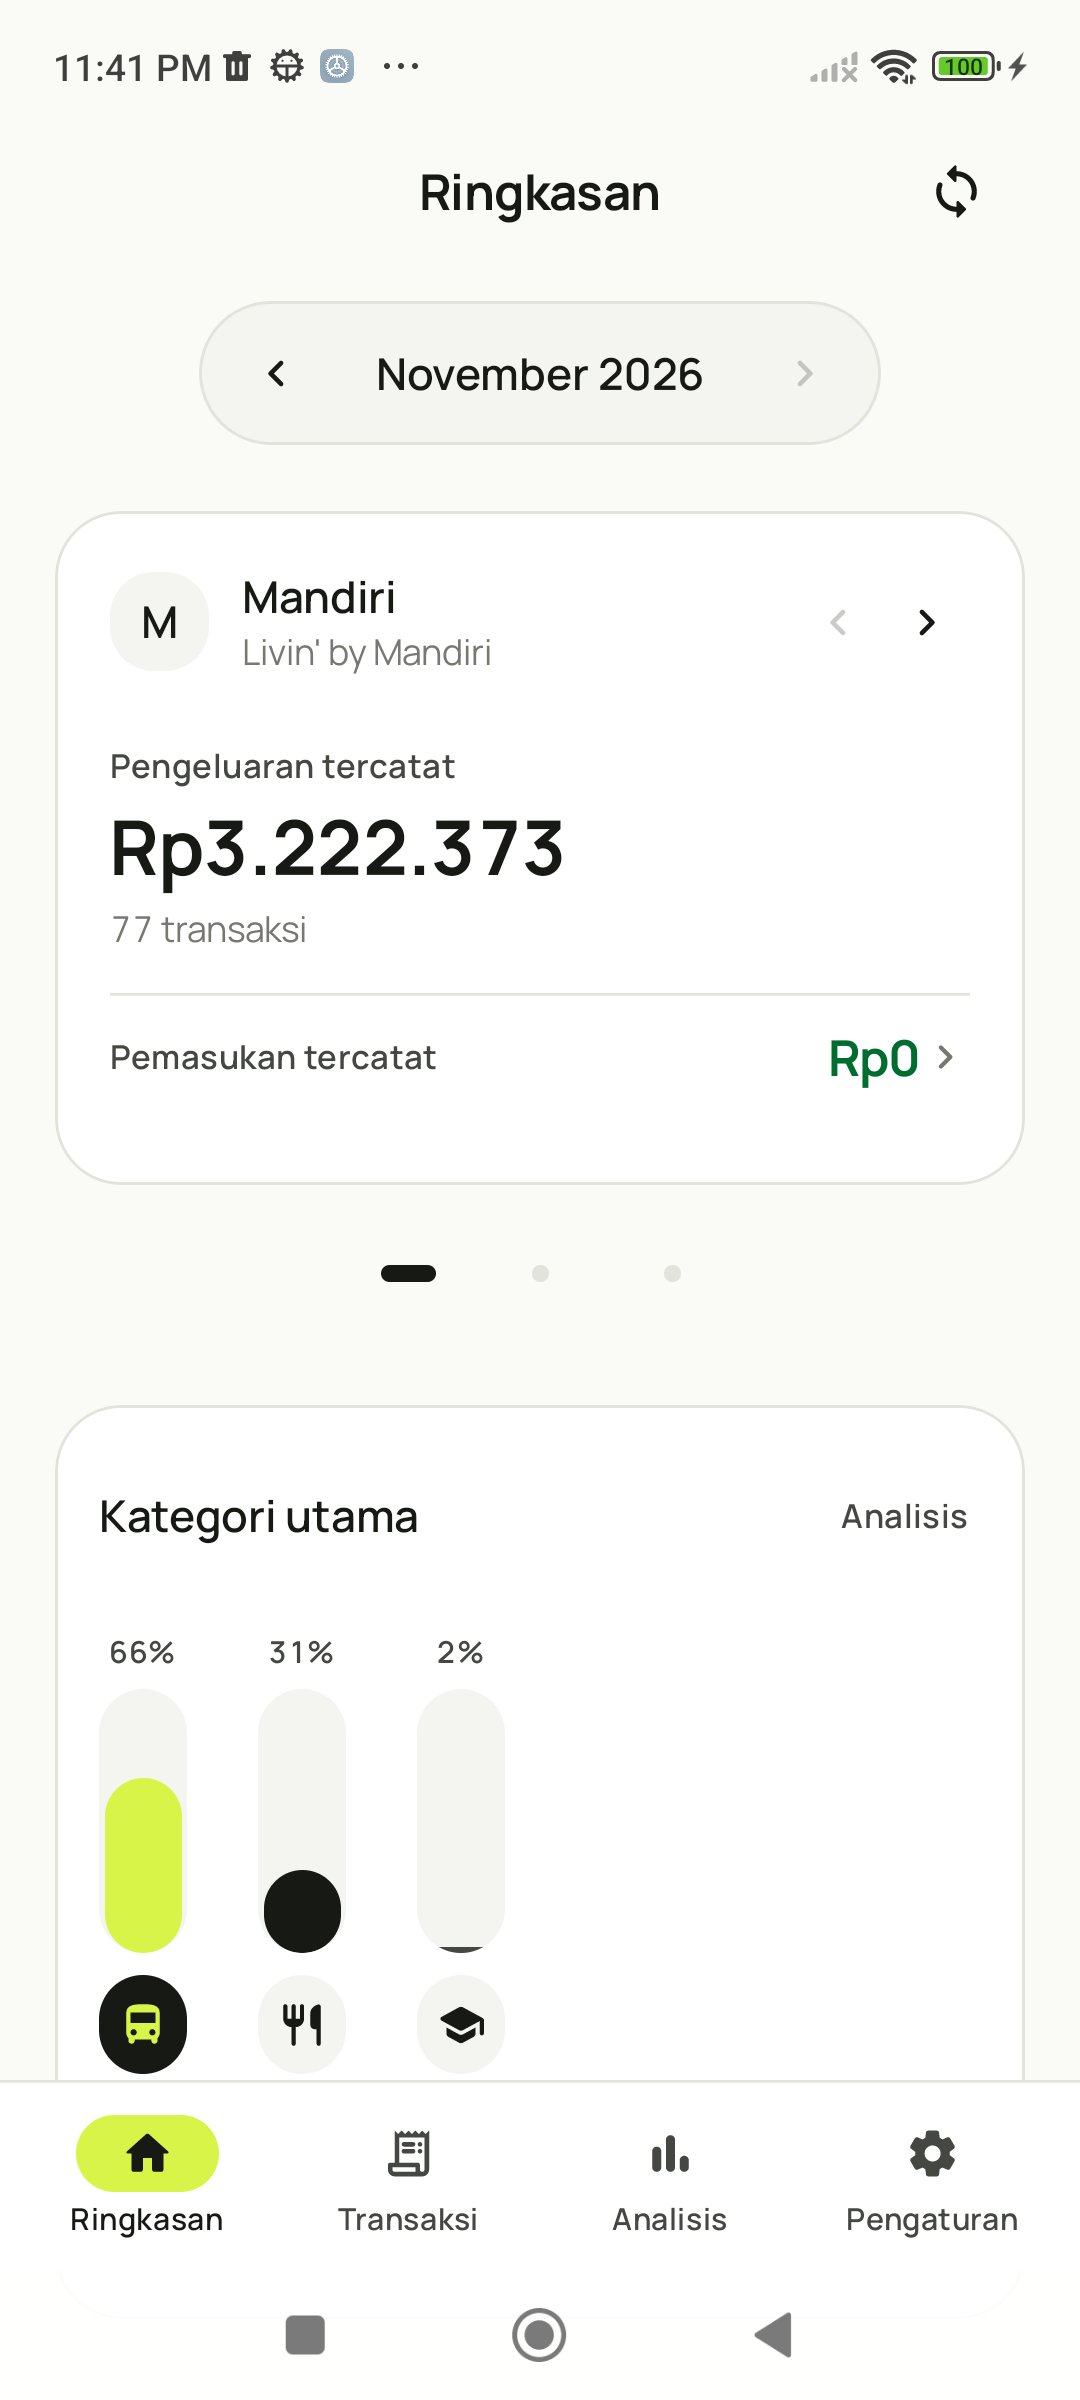 11:41 PM
100
Ringkasan
November 2026
M
Mandiri
Livin' by Mandiri
Pengeluaran tercatat
Rp3.222.373
77 transaksi
Pemasukan tercatat
Rp0
Kategori utama
Analisis
66%
31%
2%
Ringkasan
Transaksi
Analisis
Pengaturan